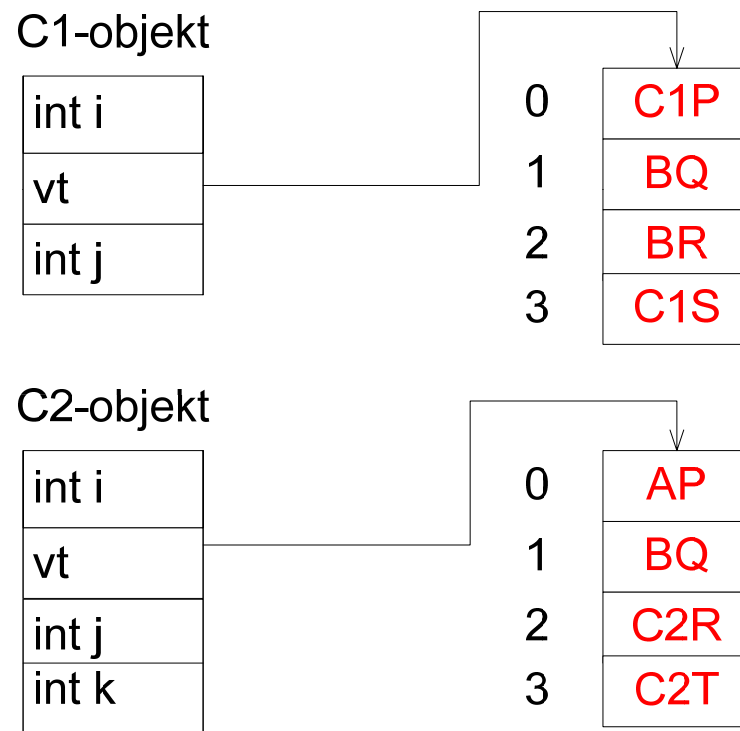 C1-objekt
int i
0 C1P
vt
1 BQ
int j
2 BR
3 C1S
C2-objekt
int i
0 AP
vt
1 BQ
int j
2 C2R
int k
3 C2T